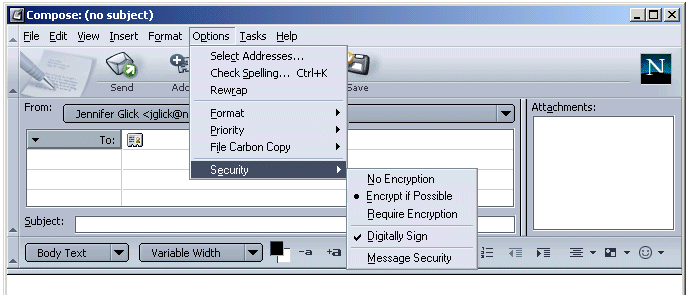 Compose: (no subject)
File Edit View Insert Format Options Tasks Help
Select Addresses...
Check Spelling... Ctrl+K
Rewrap
Format
Priority
File Carbon Copy
Security
No Encryption
Encrypt if Possible
Require Encryption
Digitally Sign
Message Security
Send Add Save
N
From: Jennifer Glick <jglick@n
Attachments:
To:
Subject:
Body Text Variable Width -a +a